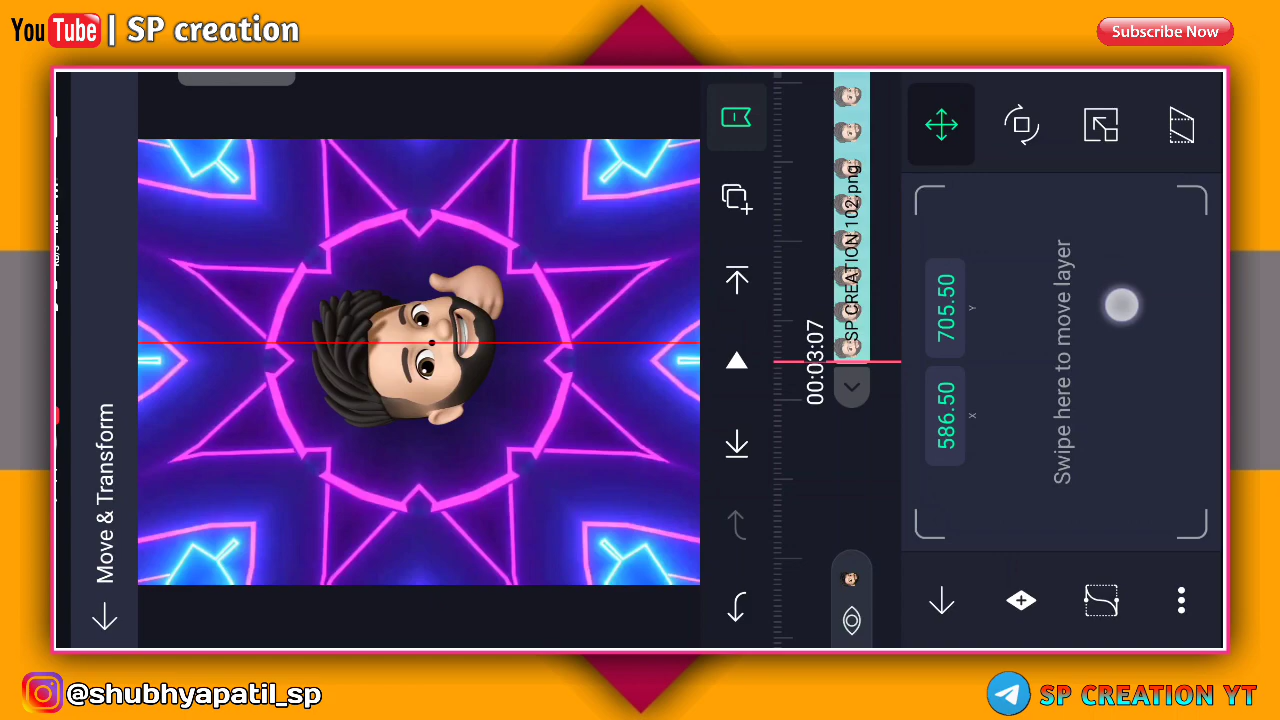 YouTube | SP creation
Subscribe Now
Move & Transform
00:03:07
SP CREATION 102.png
586.50
X
705.50
Y
Swipe here to move layer
@shubhyapatil_sp
SP CREATION YT